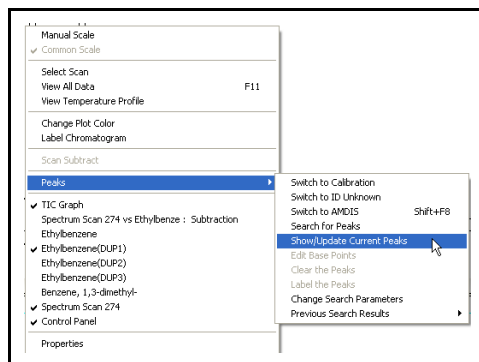 Manual Scale
Common Scale
Select Scan
View All Data F11
View Temperature Profile
Change Plot Color
Label Chromatogram
Scan Subtract
Peaks
TIC Graph
Spectrum Scan 274 vs Ethylbenze : Subtraction
Ethylbenzene
Ethylbenzene(DUP1)
Ethylbenzene(DUP2)
Ethylbenzene(DUP3)
Benzene, 1,3-dimethyl-
Spectrum Scan 274
Control Panel
Properties
Switch to Calibration
Switch to ID Unknown
Switch to AMDIS Shift+F8
Search for Peaks
Show/Update Current Peaks
Edit Base Points
Clear the Peaks
Label the Peaks
Change Search Parameters
Previous Search Results